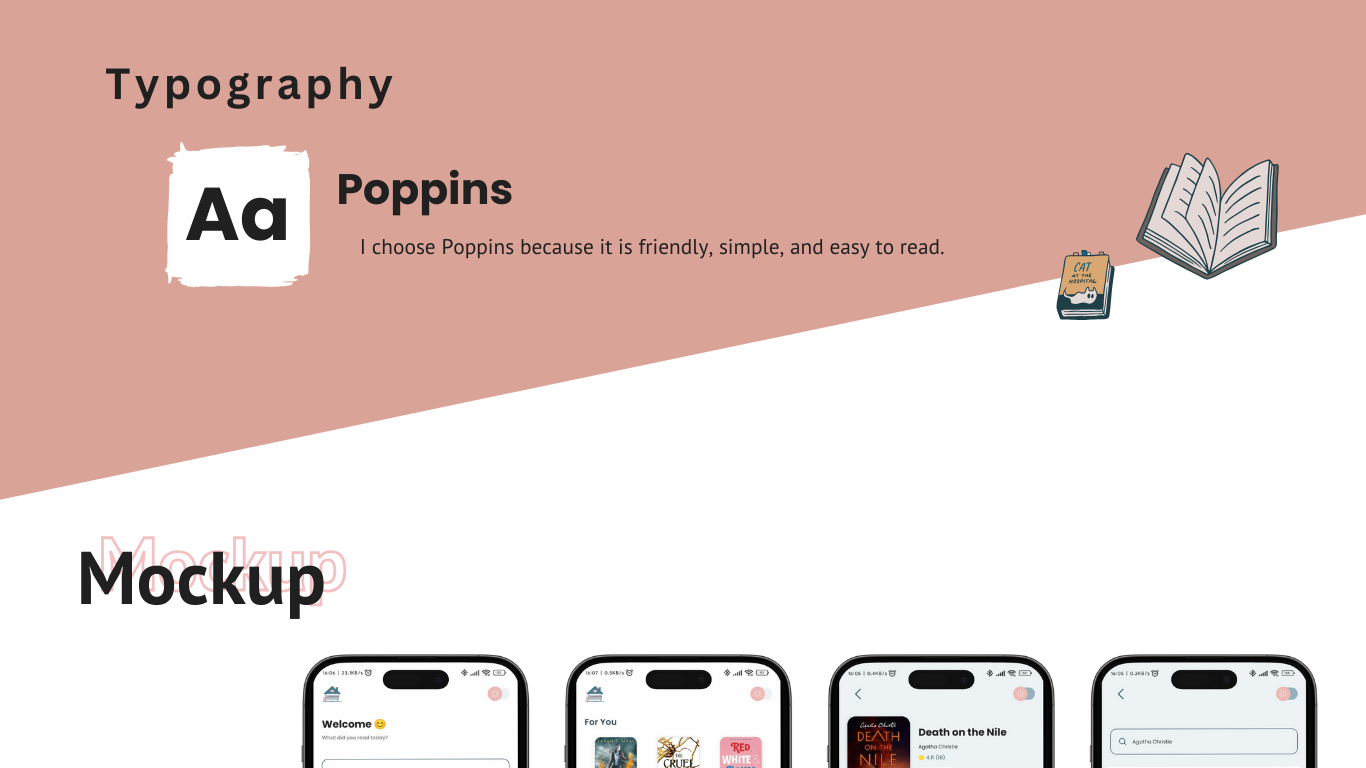 Typography
Aa
Poppins
I choose Poppins because it is friendly, simple, and easy to read.
CAT
AT THE
HOSPITAL
Mockup
Mockup
16:06 | 23.1KB/s
Welcome 😊
What did you read today?
16:07 | 0.5KB/s
For You
THE
CRUEL
RED
WHITE &
16:05 | 0.4KB/s
Agatha Christie
DEATH
ON THE
NILE
Death on the Nile
Agatha Christie
⭐ 4.11 (18)
16:05 | 0.2KB/s
Agatha Christie